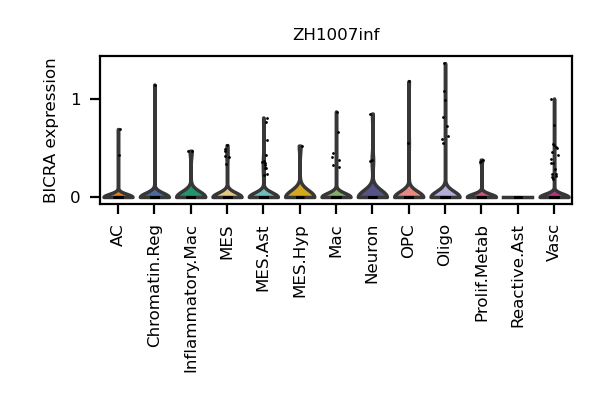 ZH1007inf
BICRA expression
1
0
AC
Chromatin.Reg
Inflammatory.Mac
MES
MES.Ast
MES.Hyp
Mac
Neuron
OPC
Oligo
Prolif.Metab
Reactive.Ast
Vasc